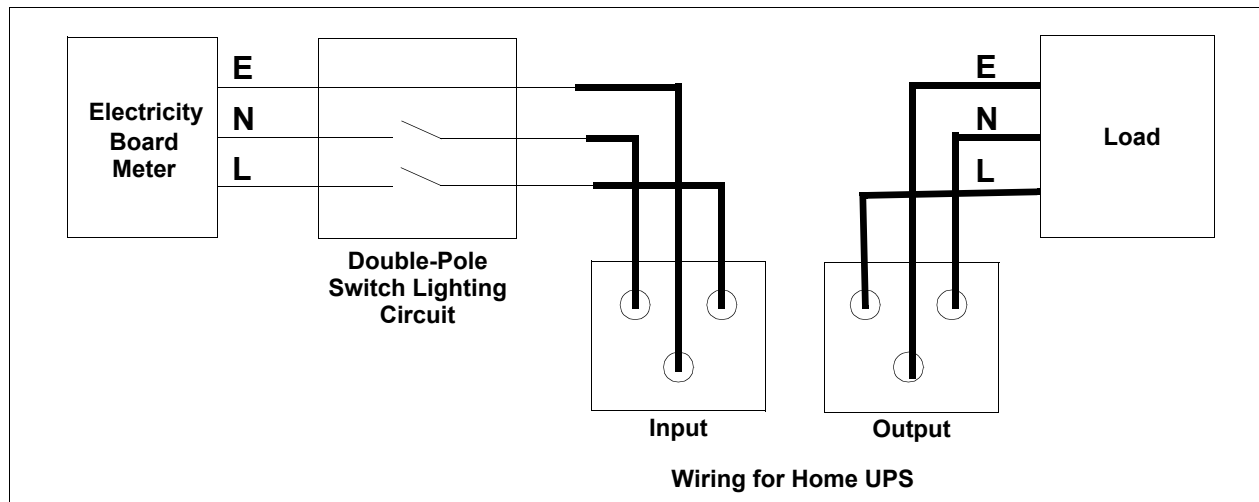 Electricity
Board
Meter
E
N
L
Double-Pole
Switch Lighting
Circuit
Input
E
N
L
Load
Output
Wiring for Home UPS